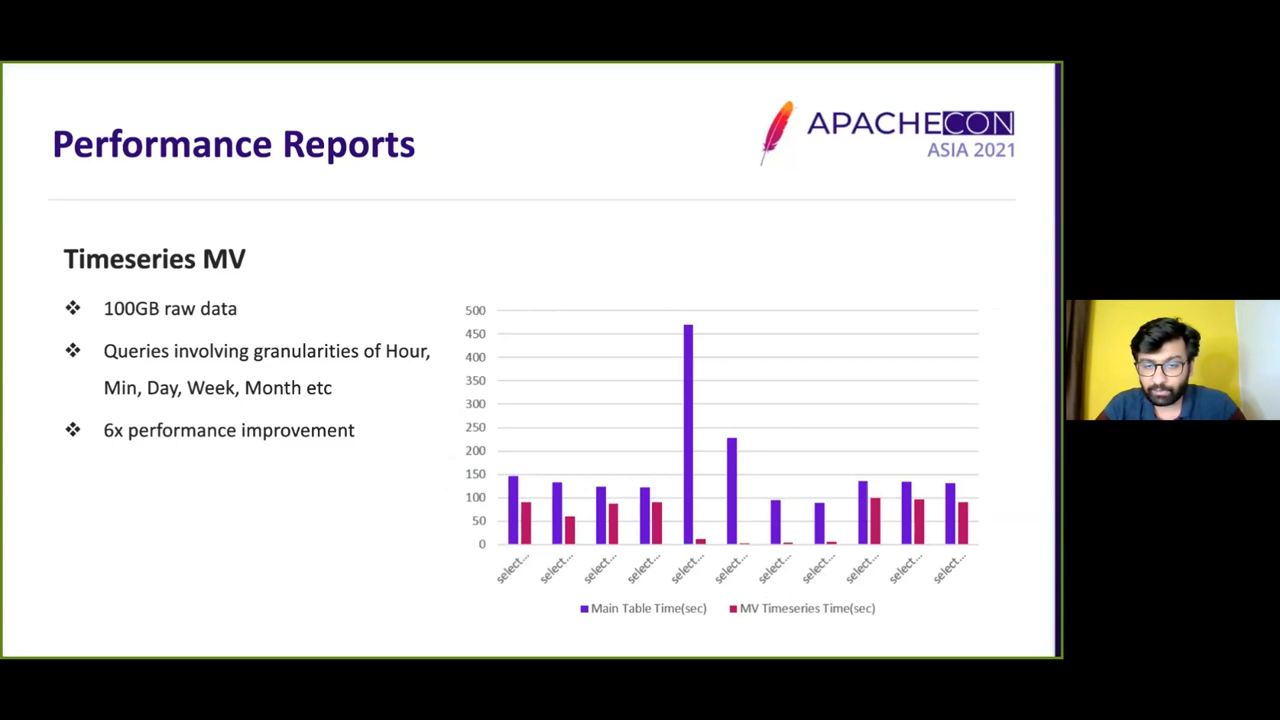 Performance Reports
APACHECON
ASIA 2021
Timeseries MV
100GB raw data
Queries involving granularities of Hour,
Min, Day, Week, Month etc
6x performance improvement
500
450
400
350
300
250
200
150
100
50
0
select... select... select... select... select... select... select... select... select... select... select...
Main Table Time(sec) MV Timeseries Time(sec)